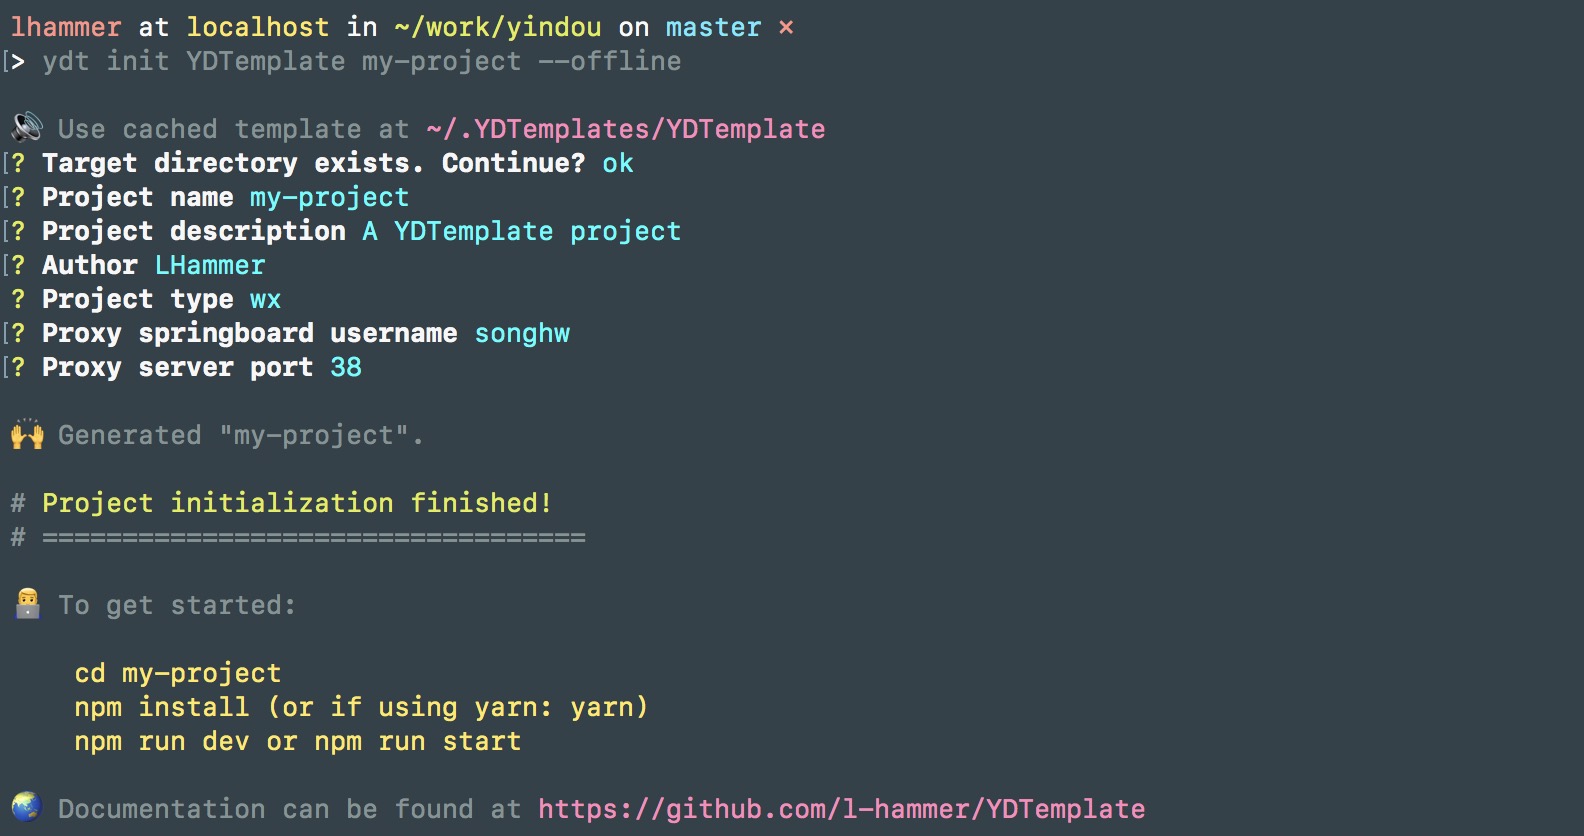 lhammer at localhost in ~/work/yindou on master ×
[> ydt init YDTemplate my-project --offline
🔊 Use cached template at ~/.YDTemplates/YDTemplate
[? Target directory exists. Continue? ok
[? Project name my-project
[? Project description A YDTemplate project
[? Author LHammer
? Project type wx
[? Proxy springboard username songhw
[? Proxy server port 38
🙌 Generated "my-project".
# Project initialization finished!
# ==================================
👨‍💻 To get started:
cd my-project
npm install (or if using yarn: yarn)
npm run dev or npm run start
🌏 Documentation can be found at https://github.com/l-hammer/YDTemplate